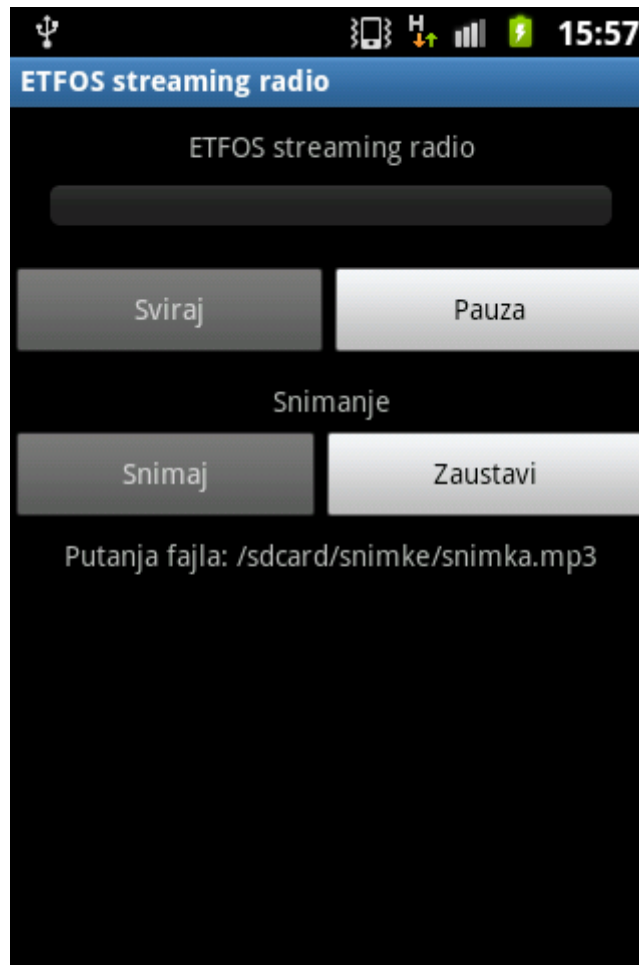 H 15:57
ETFOS streaming radio
ETFOS streaming radio
Sviraj Pauza
Snimanje
Snimaj Zaustavi
Putanja fajla: /sdcard/snimke/snimka.mp3